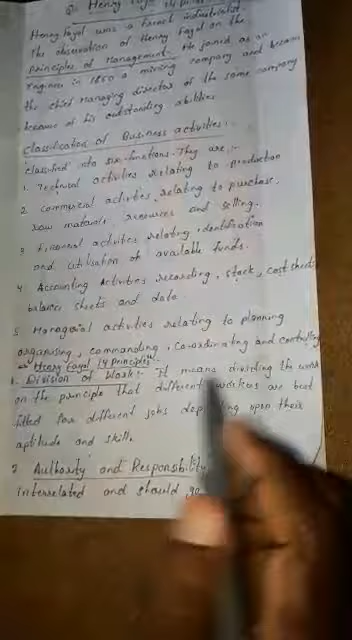 Q: Henry Fayol 14
Henry Fayol was a French industrialist.
The observation of Henry Fayol on the
principles of Management. He joined as an
engineer in 1860 a mining company and became
the chief Managing director of the same company
because of his outstanding abilities
Classification of Business activities:-
Classified into six functions. They are,:-
1. Technical activities relating to production
2 Commercial activities, relating to purchase.
raw materials resources and selling.
3 Financial activities relating, identification
and utilisation of available funds.
4 Accounting Activities recording, stock, cost sheets
balance sheets and data.
5 Managerial activities relating to planning
organising, commanding, Co-ordinating and controlling
Henry Fayol 14 Principles
1. Division of Work:- It means dividing the work
on the principle that different workers are best
fitted for different jobs depending upon their
aptitude and skills.
2 Authority and Responsibility
Interrelated and should go